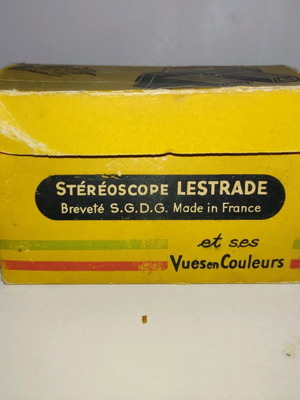 STÉRÉOSCOPE LESTRADE
Breveté S.G.D.G. Made in France
et ses
Vues en Couleurs